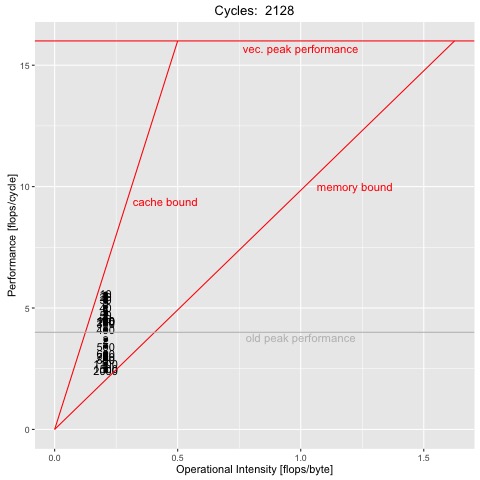 Cycles: 2128
15
vec. peak performance
10
memory bound
cache bound
5
old peak performance
2000
0
0.0
0.5
1.0
1.5
Operational Intensity [flops/byte]
Performance [flops/cycle]